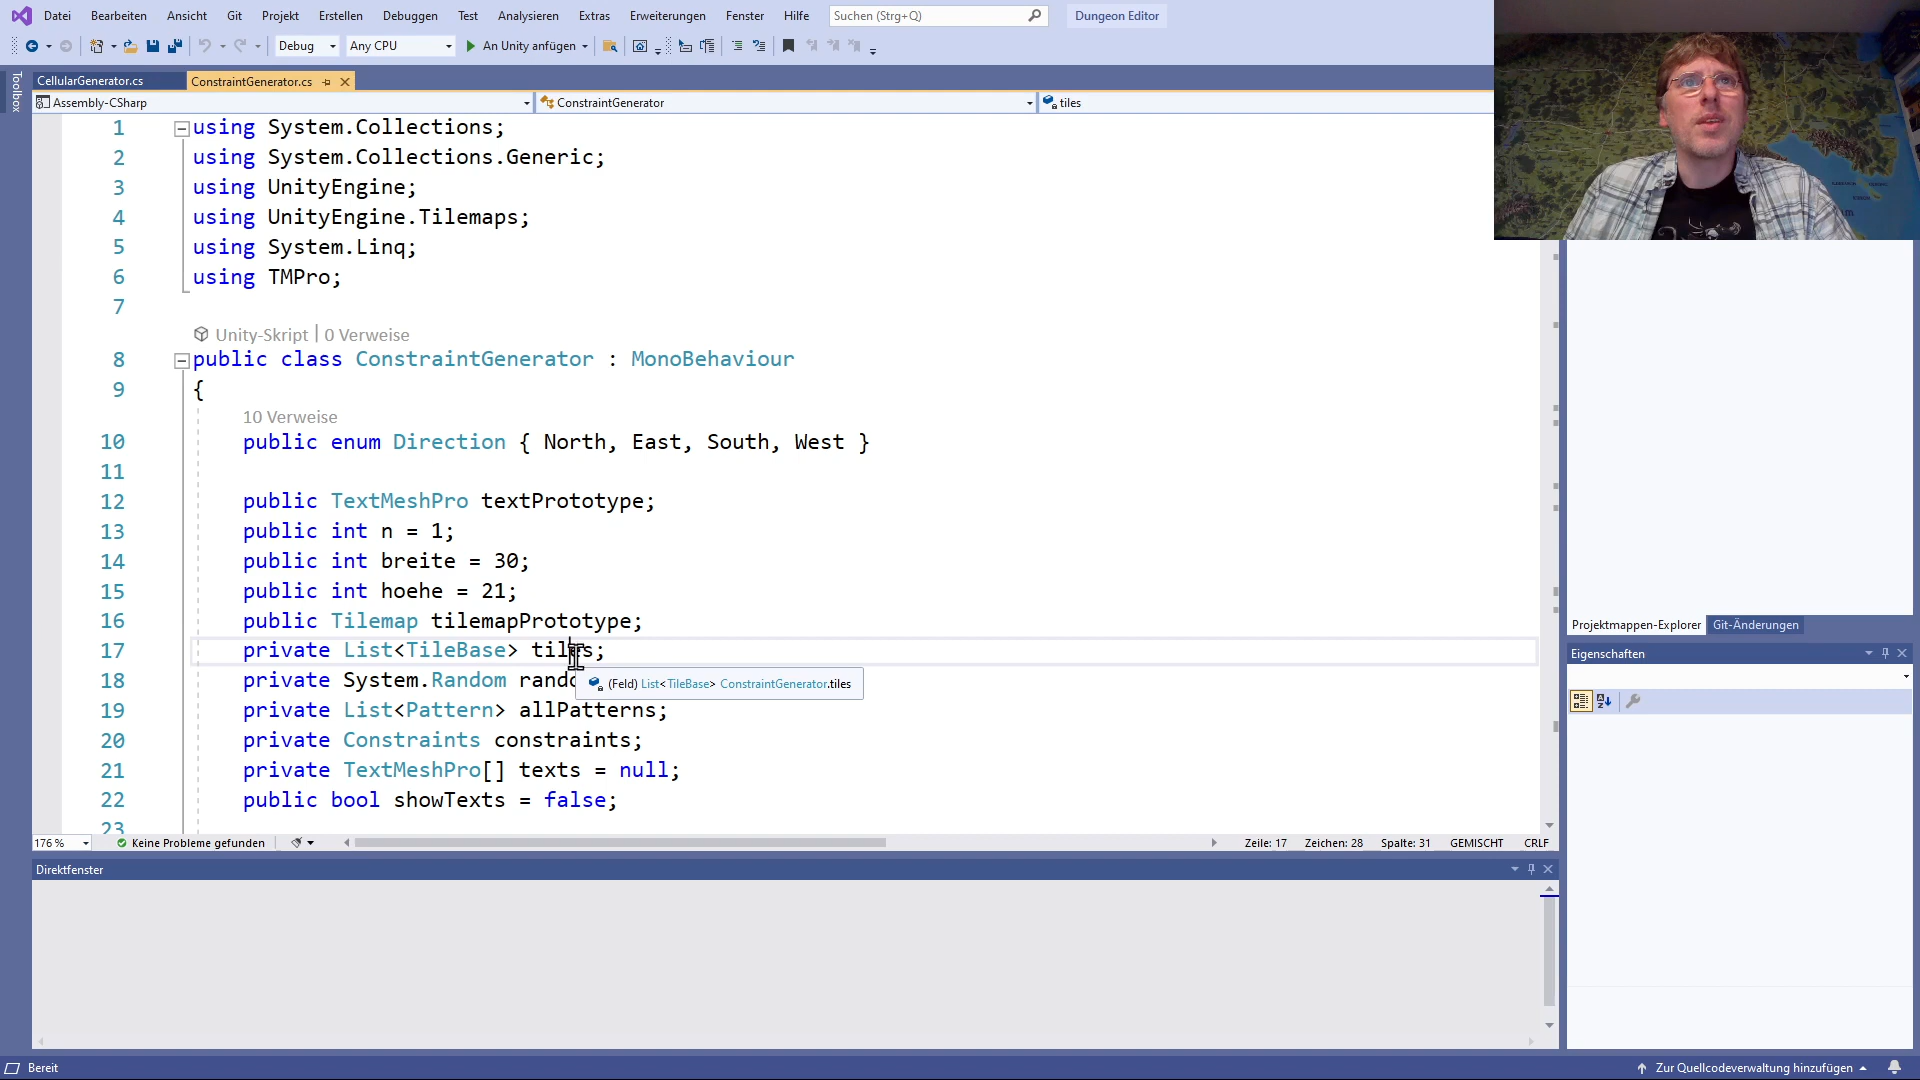 Datei Bearbeiten Ansicht Git Projekt Erstellen Debuggen Test Analysieren Extras Erweiterungen Fenster Hilfe Suchen (Strg+Q) Dungeon Editor
Debug Any CPU An Unity anfügen
Toolbox
CellularGenerator.cs ConstraintGenerator.cs
Assembly-CSharp ConstraintGenerator tiles
1 using System.Collections;
2 using System.Collections.Generic;
3 using UnityEngine;
4 using UnityEngine.Tilemaps;
5 using System.Linq;
6 using TMPro;
7
Unity-Skript | 0 Verweise
8 public class ConstraintGenerator : MonoBehaviour
9 {
10 Verweise
10 public enum Direction { North, East, South, West }
11
12 public TextMeshPro textPrototype;
13 public int n = 1;
14 public int breite = 30;
15 public int hoehe = 21;
16 public Tilemap tilemapPrototype;
17 private List<TileBase> tiles;
18 private System.Random rando
(Feld) List<TileBase> ConstraintGenerator.tiles
19 private List<Pattern> allPatterns;
20 private Constraints constraints;
21 private TextMeshPro[] texts = null;
22 public bool showTexts = false;
23
176 % Keine Probleme gefunden Zeile: 17 Zeichen: 28 Spalte: 31 GEMISCHT CRLF
Direktfenster
Projektmappen-Explorer Git-Änderungen
Eigenschaften
Bereit Zur Quellcodeverwaltung hinzufügen